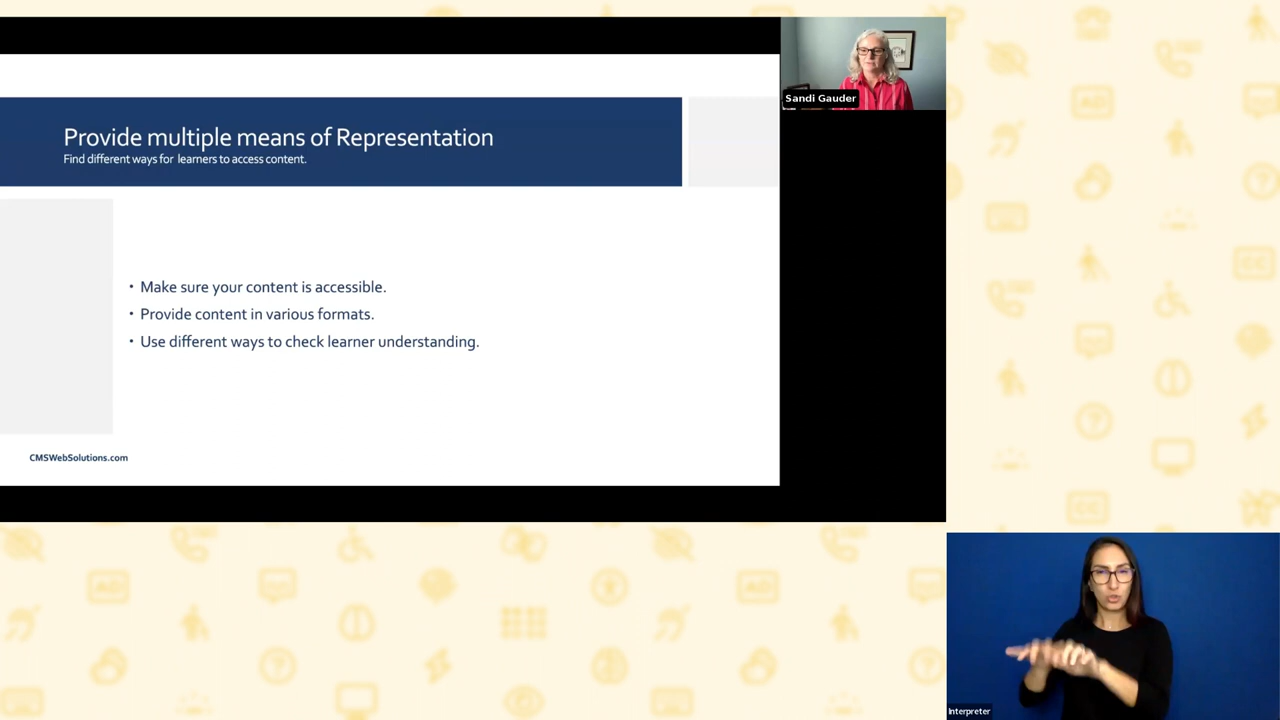 Sandi Gauder
Provide multiple means of Representation
Find different ways for learners to access content.
• Make sure your content is accessible.
• Provide content in various formats.
• Use different ways to check learner understanding.
CMSWebSolutions.com
Interpreter